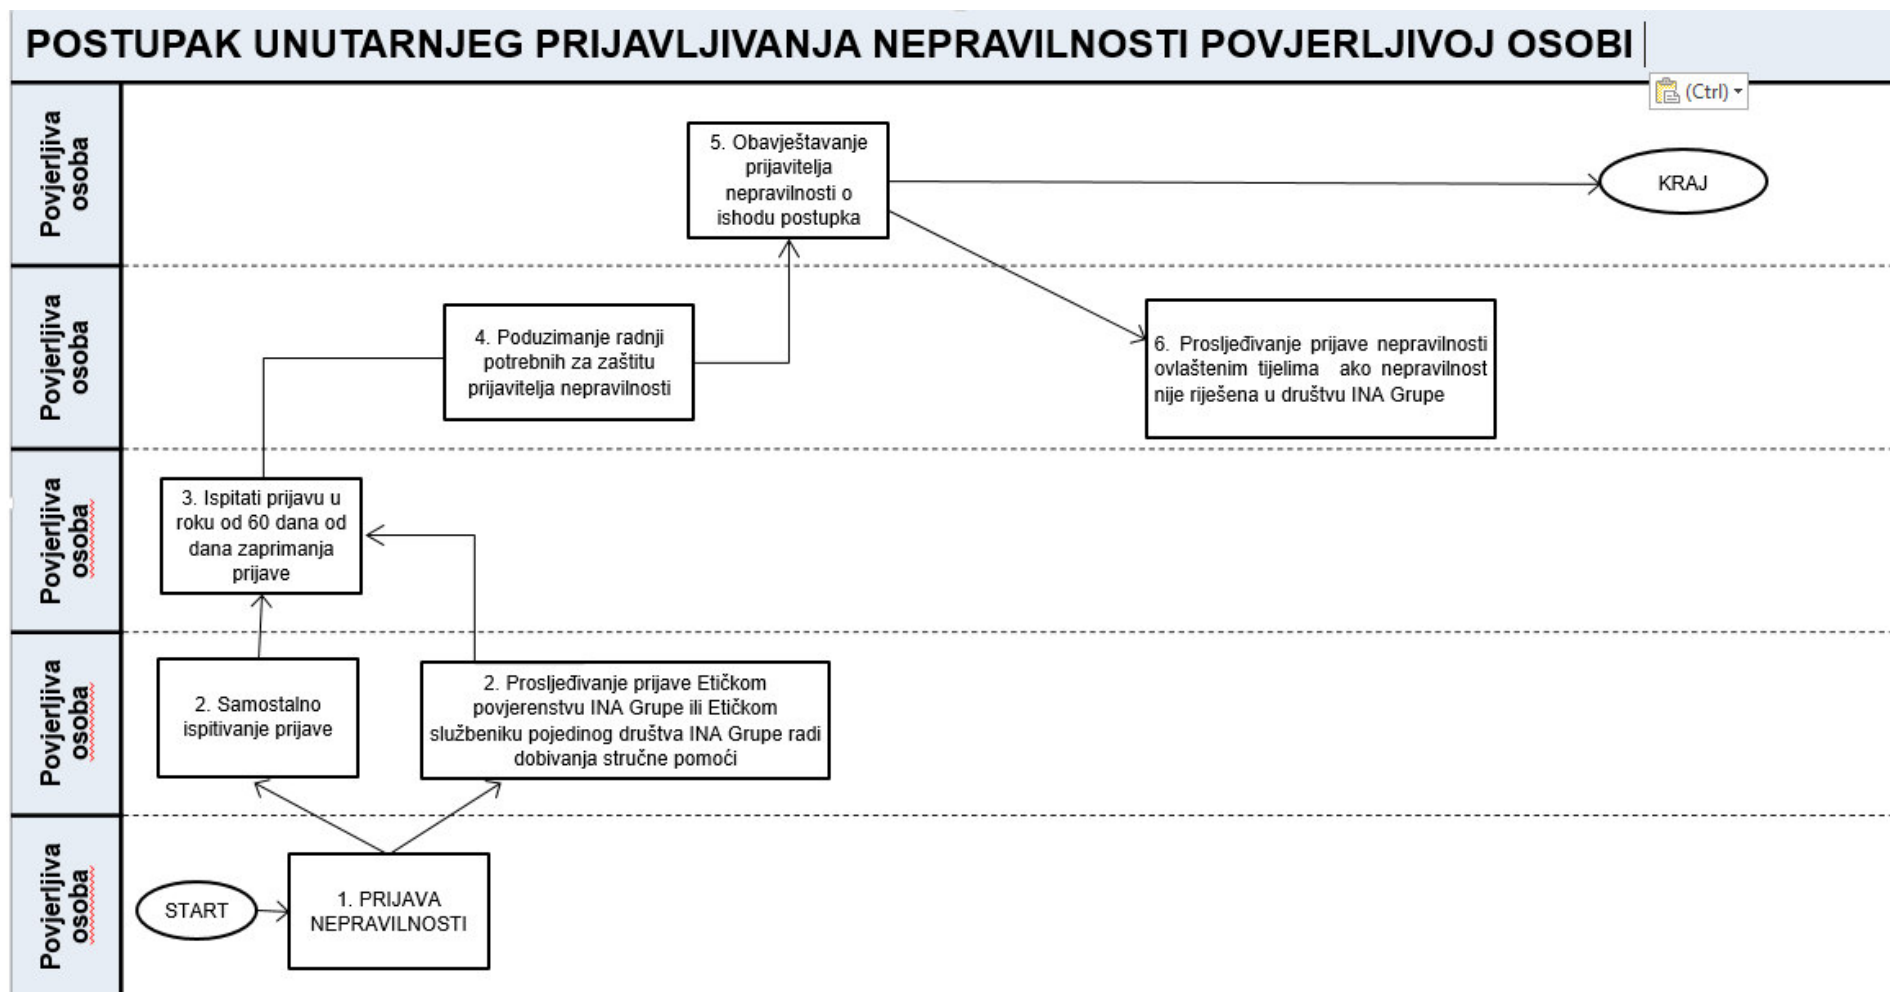 POSTUPAK UNUTARNJEG PRIJAVLJIVANJA NEPRAVILNOSTI POVJERLJIVOJ OSOBI
(Ctrl)
Povjerljiva
osoba
5. Obavještavanje
prijavitelja
nepravilnosti o
ishodu postupka
KRAJ
Povjerljiva
osoba
4. Poduzimanje radnji
potrebnih za zaštitu
prijavitelja nepravilnosti
6. Prosljeđivanje prijave nepravilnosti
ovlaštenim tijelima ako nepravilnost
nije riješena u društvu INA Grupe
Povjerljiva
osoba
3. Ispitati prijavu u
roku od 60 dana od
dana zaprimanja
prijave
Povjerljiva
osoba
2. Samostalno
ispitivanje prijave
2. Prosljeđivanje prijave Etičkom
povjerenstvu INA Grupe ili Etičkom
službeniku pojedinog društva INA Grupe radi
dobivanja stručne pomoći
Povjerljiva
osoba
START
1. PRIJAVA
NEPRAVILNOSTI